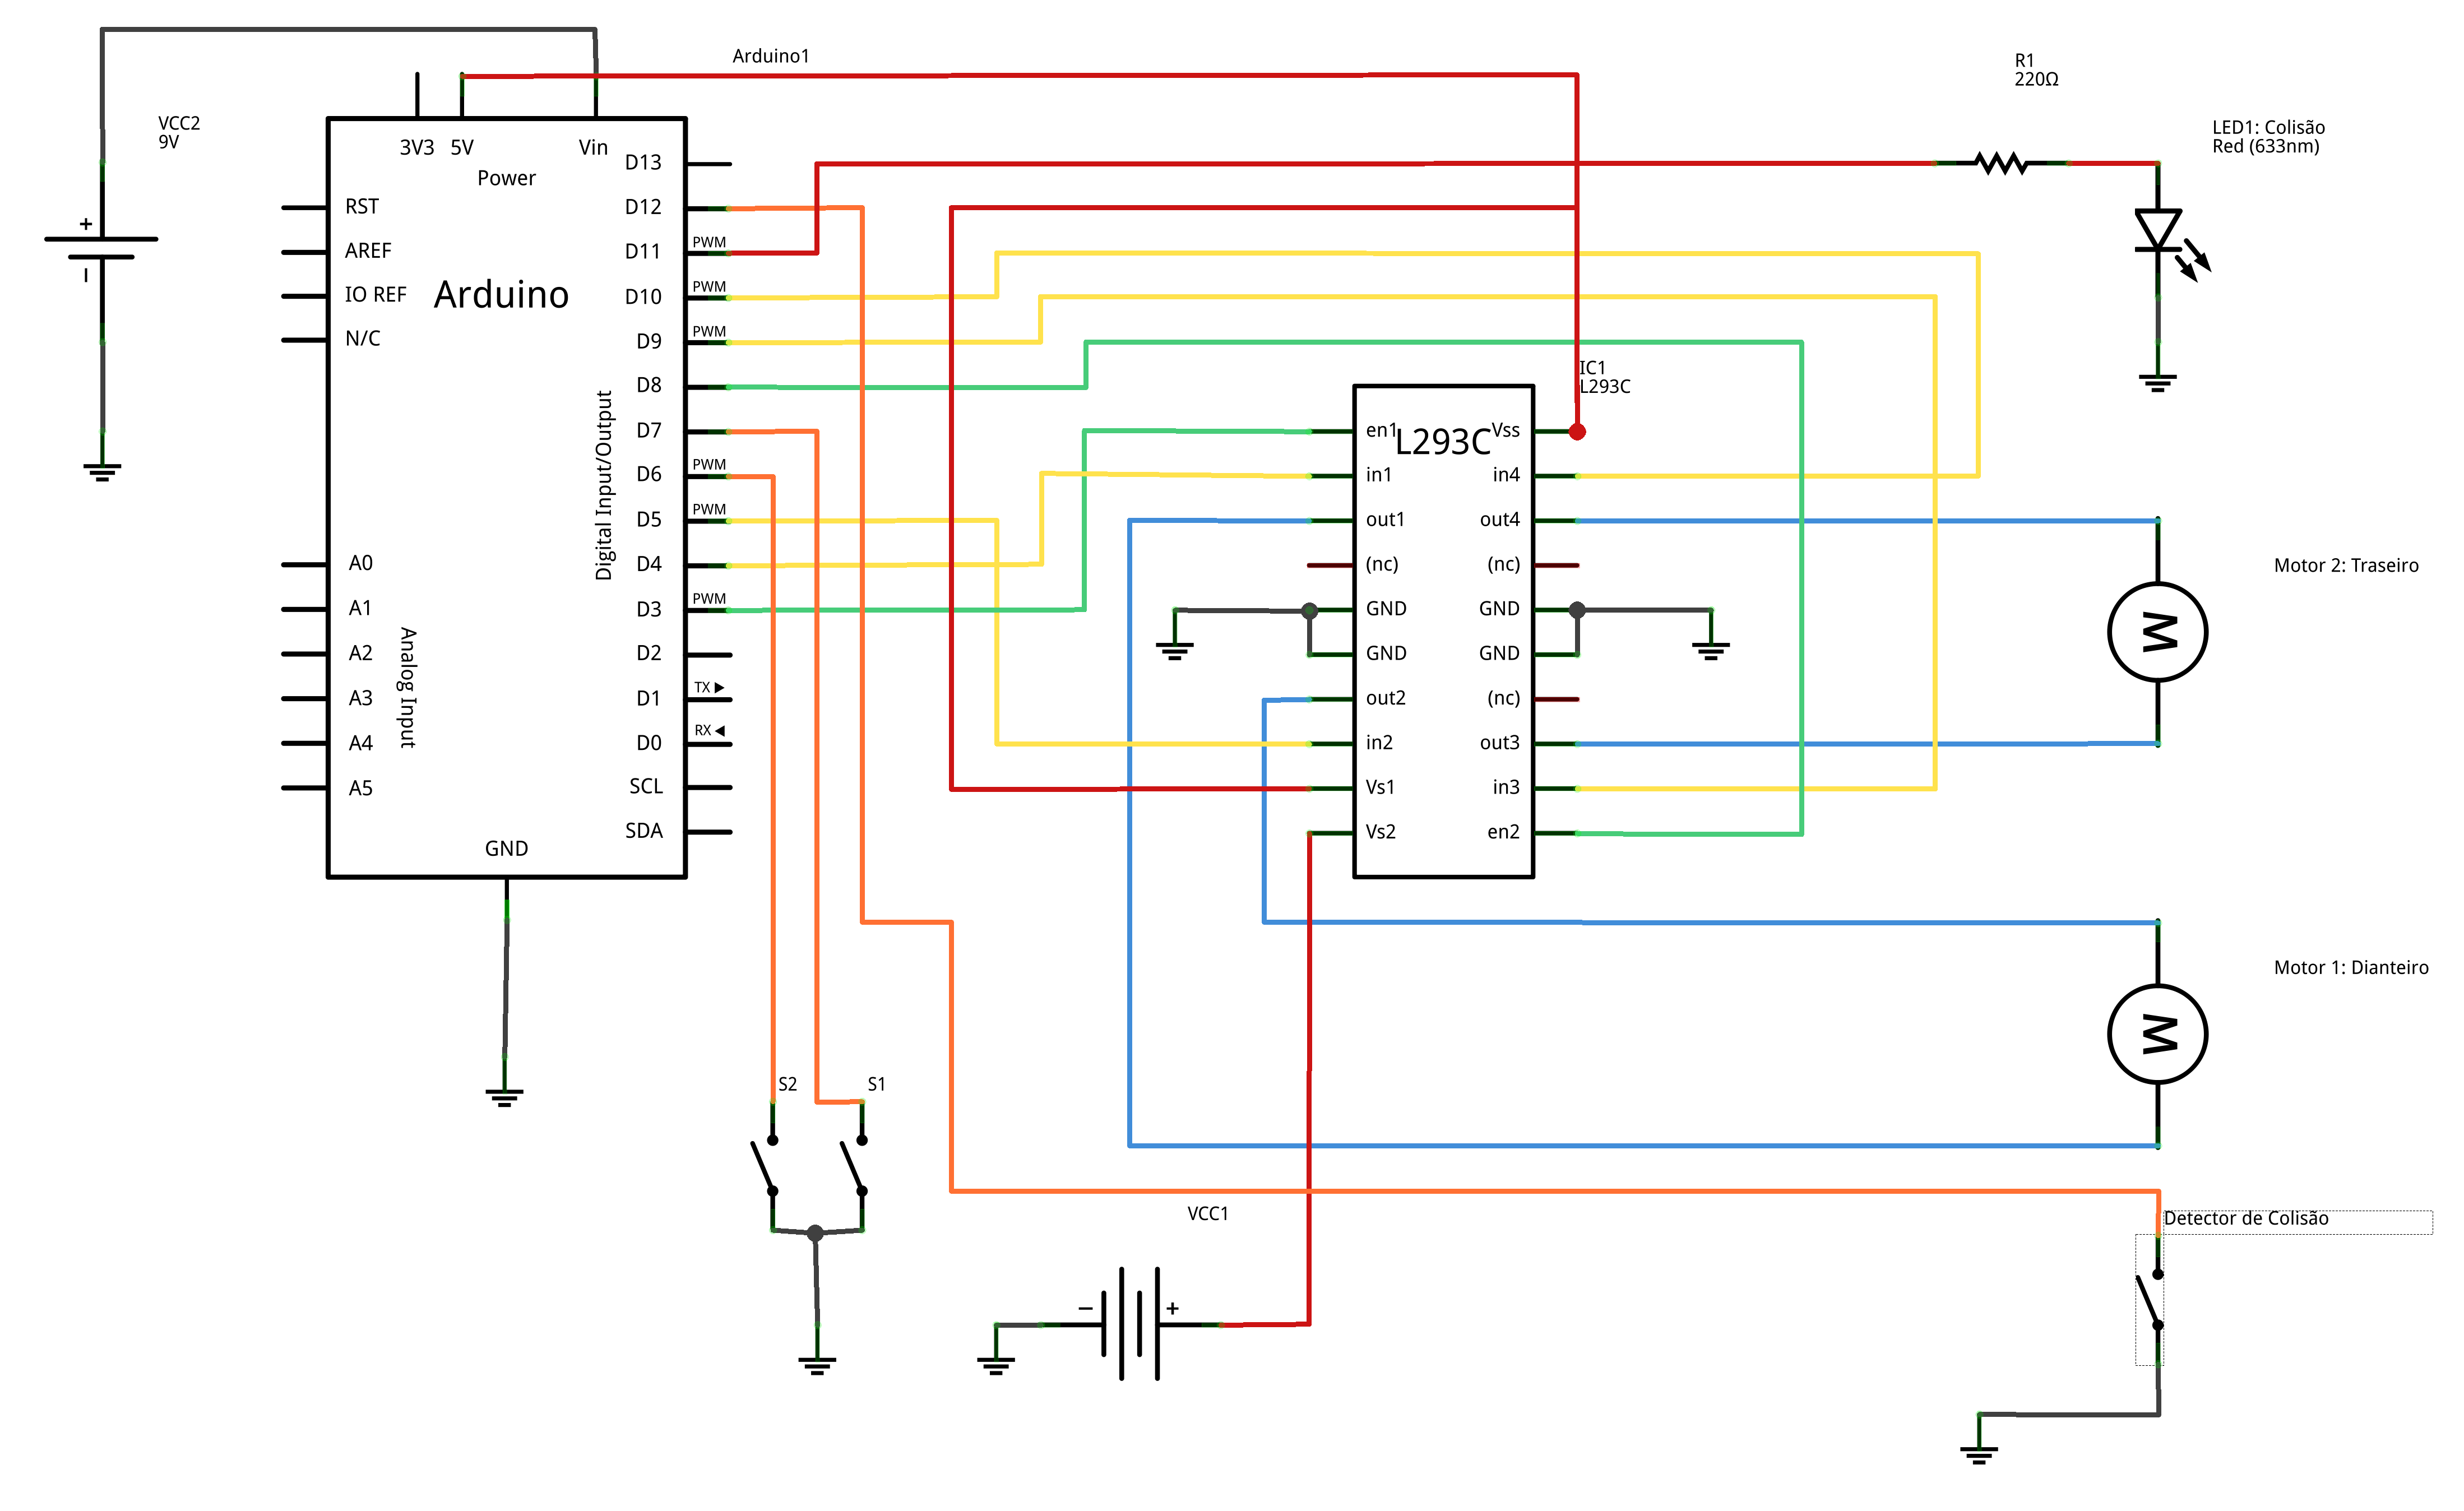 Arduino1
R1
220Ω
VCC2
9V
LED1: Colisão
Red (633nm)
3V3
5V
Vin
Power
Arduino
RST
AREF
IO REF
N/C
A0
A1
A2
A3
A4
A5
Analog Input
Digital Input/Output
D13
D12
D11
PWM
D10
PWM
D9
PWM
D8
D7
D6
PWM
D5
PWM
D4
D3
PWM
D2
D1
TX
D0
RX
SCL
SDA
GND
+
−
IC1
L293C
L293C
en1
in1
out1
(nc)
GND
GND
out2
in2
Vs1
Vs2
Vss
in4
out4
(nc)
GND
GND
(nc)
out3
in3
en2
Motor 2: Traseiro
M
Motor 1: Dianteiro
M
S2
S1
VCC1
−
+
Detector de Colisão